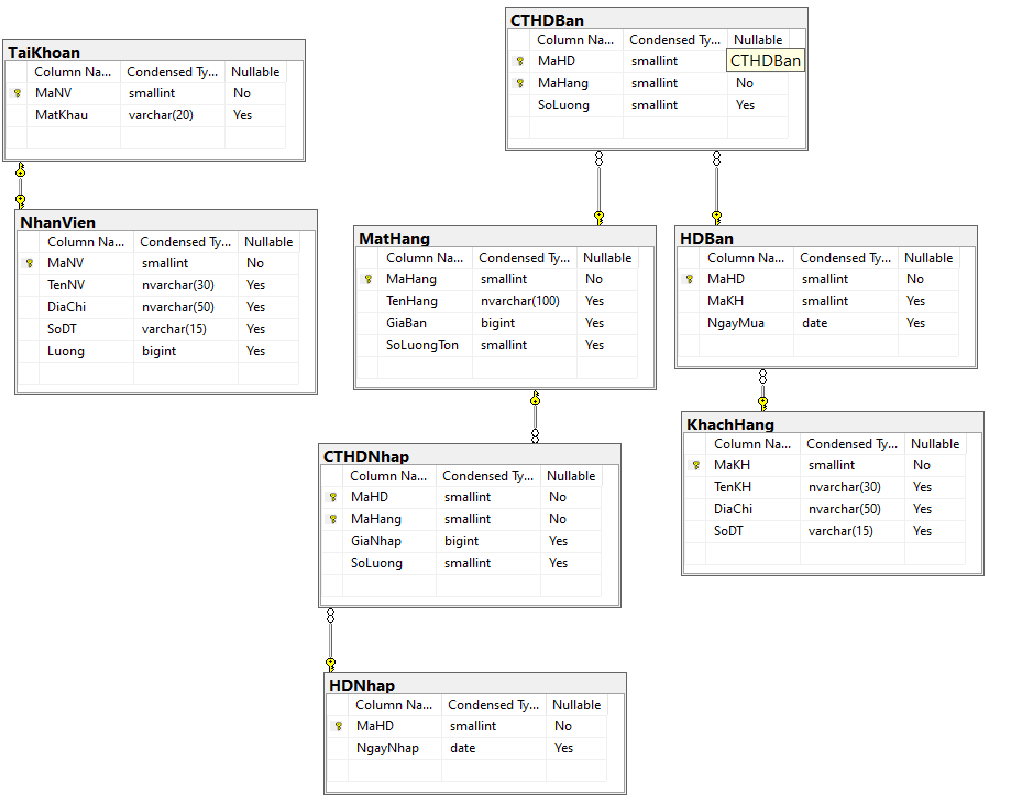 TaiKhoan
Column Na... Condensed Ty... Nullable
MaNV smallint No
MatKhau varchar(20) Yes
NhanVien
Column Na... Condensed Ty... Nullable
MaNV smallint No
TenNV nvarchar(30) Yes
DiaChi nvarchar(50) Yes
SoDT varchar(15) Yes
Luong bigint Yes
CTHDBan
Column Na... Condensed Ty... Nullable
MaHD smallint CTHDBan
MaHang smallint No
SoLuong smallint Yes
MatHang
Column Na... Condensed Ty... Nullable
MaHang smallint No
TenHang nvarchar(100) Yes
GiaBan bigint Yes
SoLuongTon smallint Yes
HDBan
Column Na... Condensed Ty... Nullable
MaHD smallint No
MaKH smallint Yes
NgayMua date Yes
KhachHang
Column Na... Condensed Ty... Nullable
MaKH smallint No
TenKH nvarchar(30) Yes
DiaChi nvarchar(50) Yes
SoDT varchar(15) Yes
CTHDNhap
Column Na... Condensed Ty... Nullable
MaHD smallint No
MaHang smallint No
GiaNhap bigint Yes
SoLuong smallint Yes
HDNhap
Column Na... Condensed Ty... Nullable
MaHD smallint No
NgayNhap date Yes